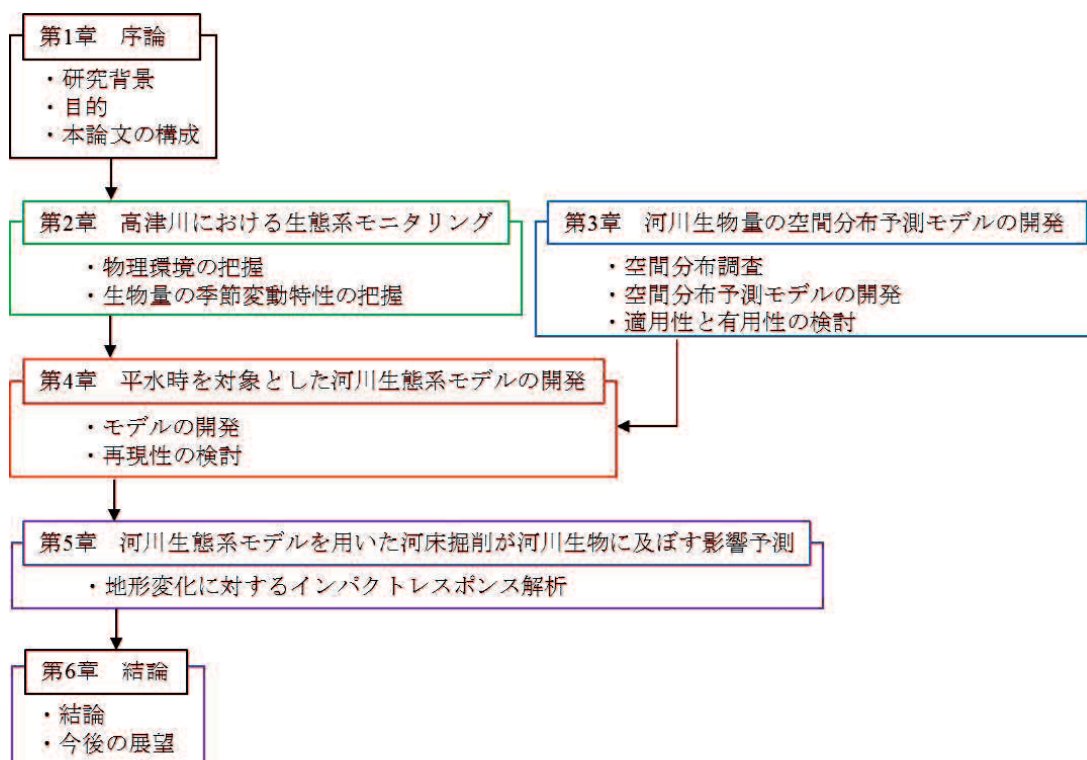 第1章 序論
・研究背景
・目的
・本論文の構成
第2章 高津川における生態系モニタリング
・物理環境の把握
・生物量の季節変動特性の把握
第3章 河川生物量の空間分布予測モデルの開発
・空間分布調査
・空間分布予測モデルの開発
・適用性と有用性の検討
第4章 平水時を対象とした河川生態系モデルの開発
・モデルの開発
・再現性の検討
第5章 河川生態系モデルを用いた河床掘削が河川生物に及ぼす影響予測
・地形変化に対するインパクトレスポンス解析
第6章 結論
・結論
・今後の展望